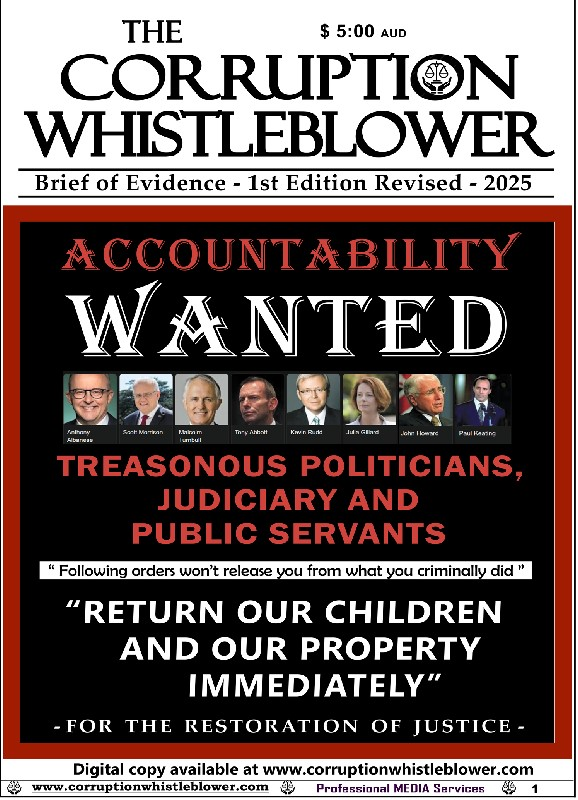 THE
$ 5:00 AUD
CORRUPTION
WHISTLEBLOWER
Brief of Evidence - 1st Edition Revised - 2025
ACCOUNTABILITY
WANTED
Anthony Albanese
Scott Morrison
Malcolm Turnbull
Tony Abbott
Kevin Rudd
Julia Gillard
John Howard
Paul Keating
TREASONOUS POLITICIANS,
JUDICIARY AND
PUBLIC SERVANTS
“ Following orders won’t release you from what you criminally did ”
“RETURN OUR CHILDREN
AND OUR PROPERTY
IMMEDIATELY”
- FOR THE RESTORATION OF JUSTICE -
Digital copy available at www.corruptionwhistleblower.com
www.corruptionwhistleblower.com
Professional MEDIA Services
1